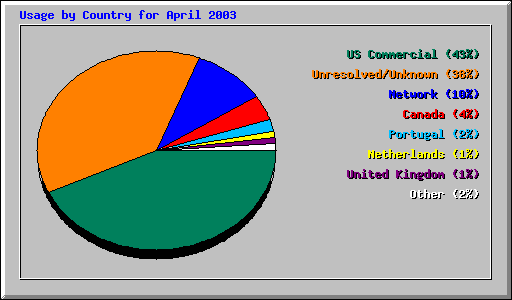 Usage by Country for April 2003
US Commercial (43%)
Unresolved/Unknown (38%)
Network (10%)
Canada (4%)
Portugal (2%)
Netherlands (1%)
United Kingdom (1%)
Other (2%)